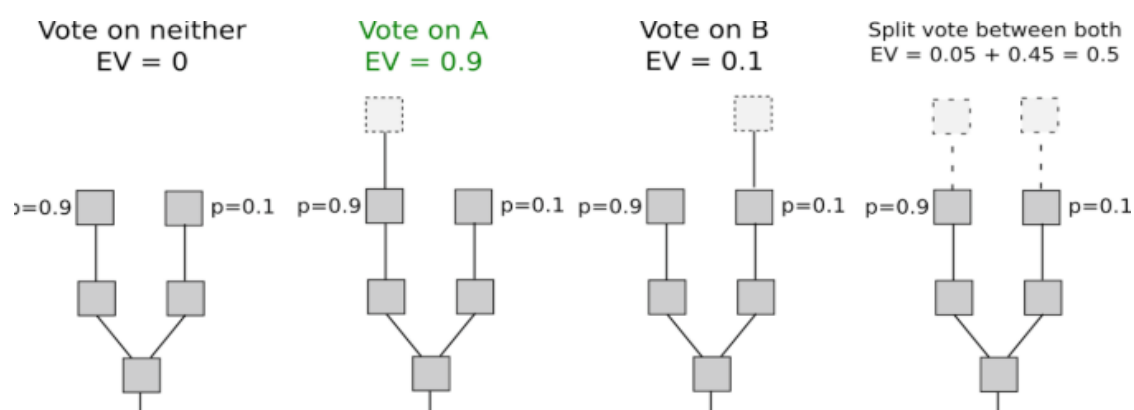 Vote on neither
EV = 0
Vote on A
EV = 0.9
Vote on B
EV = 0.1
Split vote between both
EV = 0.05 + 0.45 = 0.5
p=0.9
p=0.1
p=0.9
p=0.1
p=0.9
p=0.1
p=0.9
p=0.1